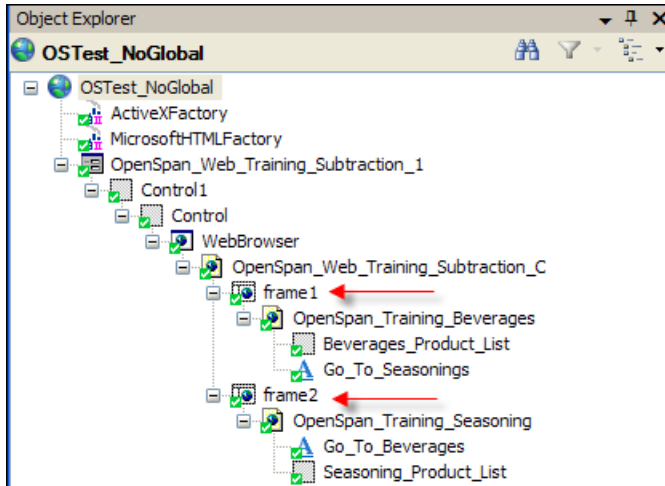 Object Explorer
OSTest_NoGlobal
OSTest_NoGlobal
ActiveXFactory
MicrosoftHTMLFactory
OpenSpan_Web_Training_Subtraction_1
Control1
Control
WebBrowser
OpenSpan_Web_Training_Subtraction_C
frame1
OpenSpan_Training_Beverages
Beverages_Product_List
Go_To_Seasonings
frame2
OpenSpan_Training_Seasoning
Go_To_Beverages
Seasoning_Product_List